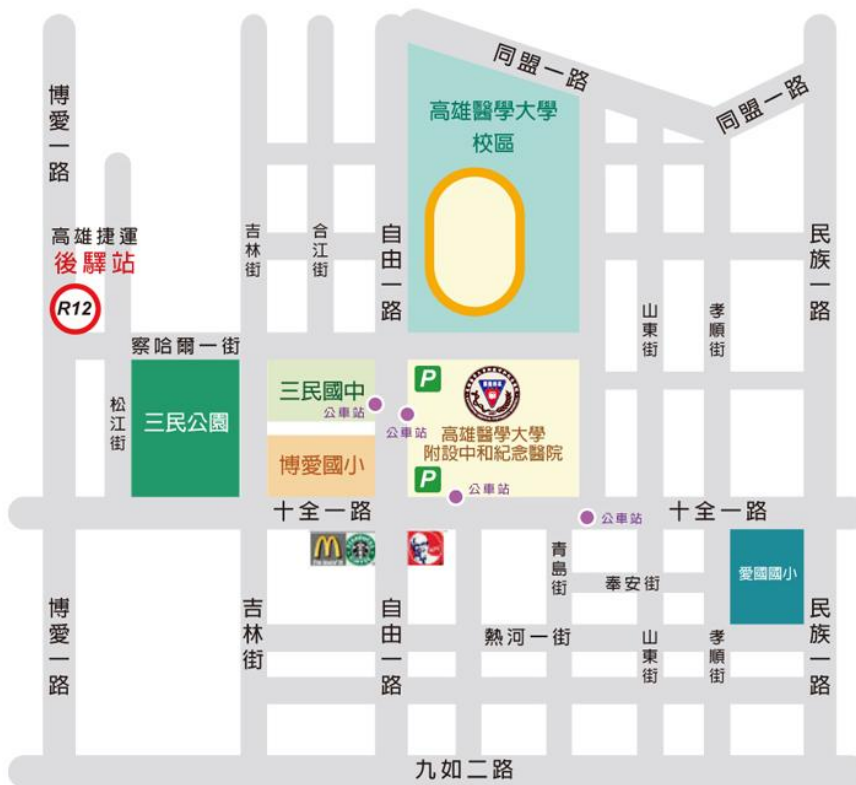 同盟一路
同盟一路
博愛一路
高雄醫學大學
校區
高雄捷運
後驛站
R12
吉林街
合江街
自由一路
山東街
孝順街
民族一路
察哈爾一街
松江街
三民公園
三民國中
公車站
博愛國小
P
公車站
高雄醫學大學
附設中和紀念醫院
P
公車站
十全一路
公車站
十全一路
青島街
奉安街
愛國國小
博愛一路
吉林街
自由一路
熱河一街
山東街
孝順街
民族一路
九如二路